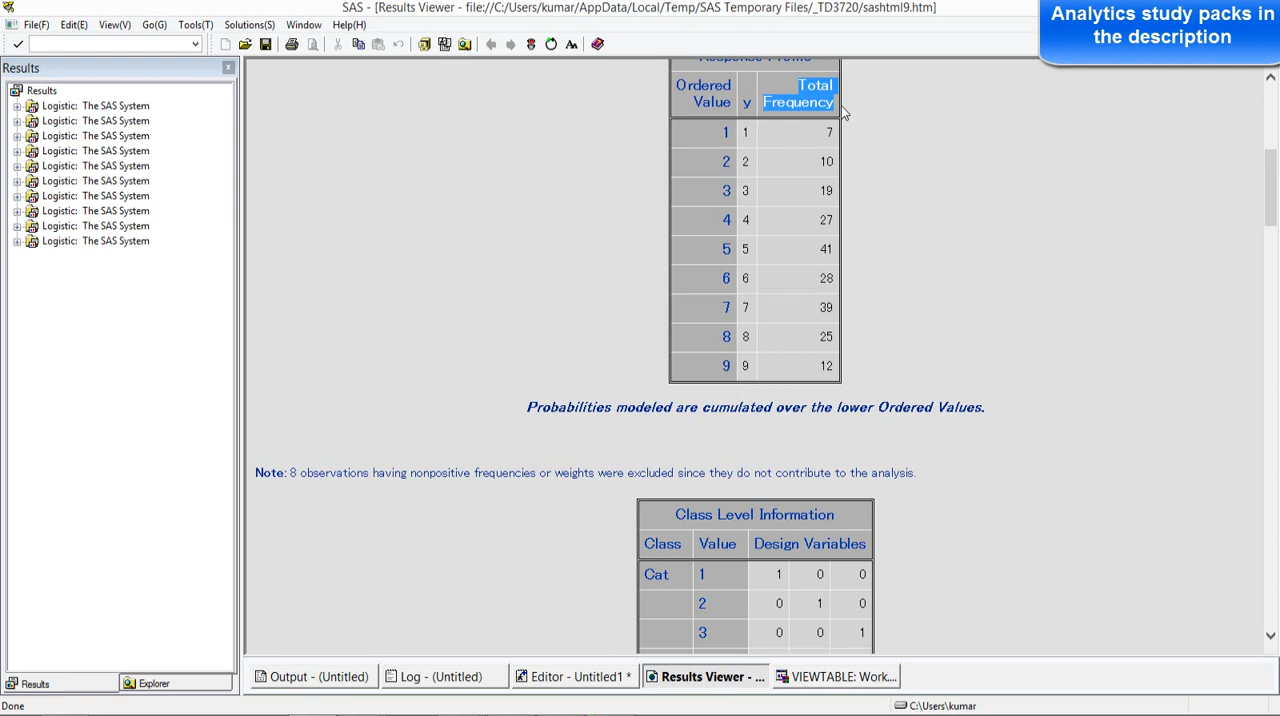 SAS - [Results Viewer - file://C:/Users/kumar/AppData/Local/Temp/SAS Temporary Files/_TD3720/sashtml9.htm]
Analytics study packs in
the description
File(F) Edit(E) View(V) Go(G) Tools(T) Solutions(S) Window Help(H)
Results
Results
Logistic: The SAS System
Logistic: The SAS System
Logistic: The SAS System
Logistic: The SAS System
Logistic: The SAS System
Logistic: The SAS System
Logistic: The SAS System
Logistic: The SAS System
Logistic: The SAS System
Logistic: The SAS System
Response Profile
Ordered Value y Total Frequency
1 1 7
2 2 10
3 3 19
4 4 27
5 5 41
6 6 28
7 7 39
8 8 25
9 9 12
Probabilities modeled are cumulated over the lower Ordered Values.
Note: 8 observations having nonpositive frequencies or weights were excluded since they do not contribute to the analysis.
Class Level Information
Class Value Design Variables
Cat 1 1 0 0
2 0 1 0
3 0 0 1
Results Explorer
Output - (Untitled) Log - (Untitled) Editor - Untitled1 * Results Viewer - ... VIEWTABLE: Work....
Done C:\Users\kumar